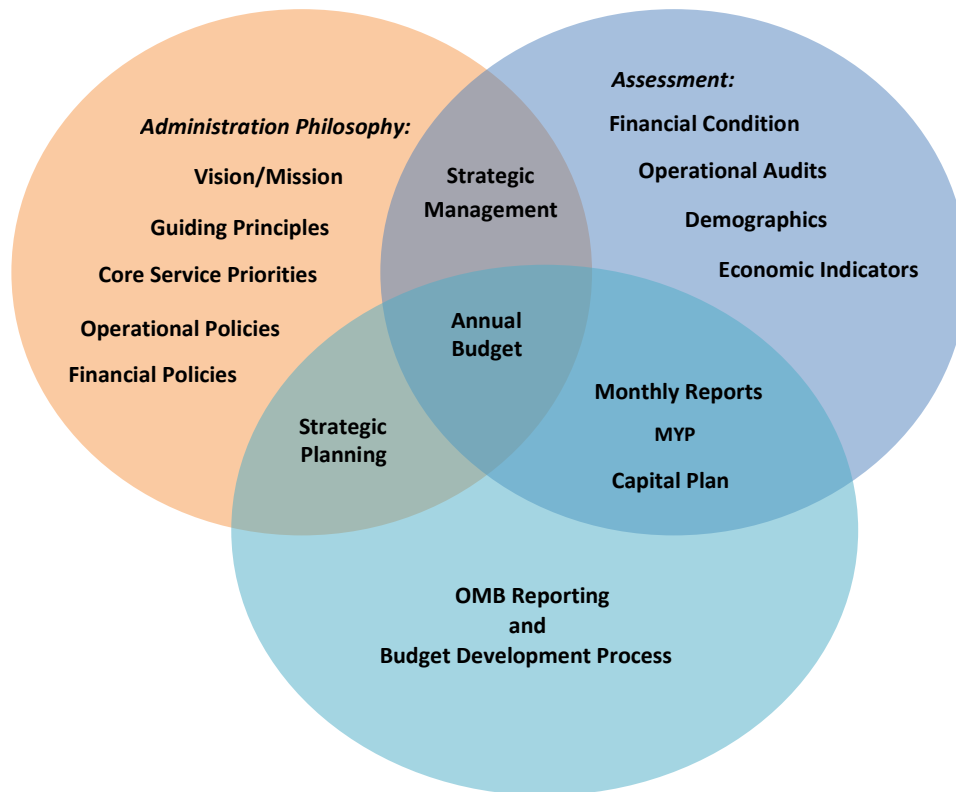 Administration Philosophy:
Vision/Mission
Guiding Principles
Core Service Priorities
Operational Policies
Financial Policies
Strategic
Management
Assessment:
Financial Condition
Operational Audits
Demographics
Economic Indicators
Annual
Budget
Strategic
Planning
Monthly Reports
MYP
Capital Plan
OMB Reporting
and
Budget Development Process